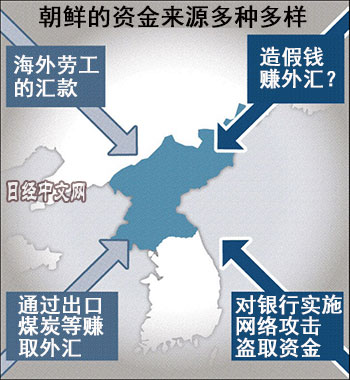 朝鲜的资金来源多种多样
海外劳工
的汇款
造假钱
赚外汇？
日经中文网
通过出口
煤炭等赚
取外汇
对银行实施
网络攻击
盗取资金